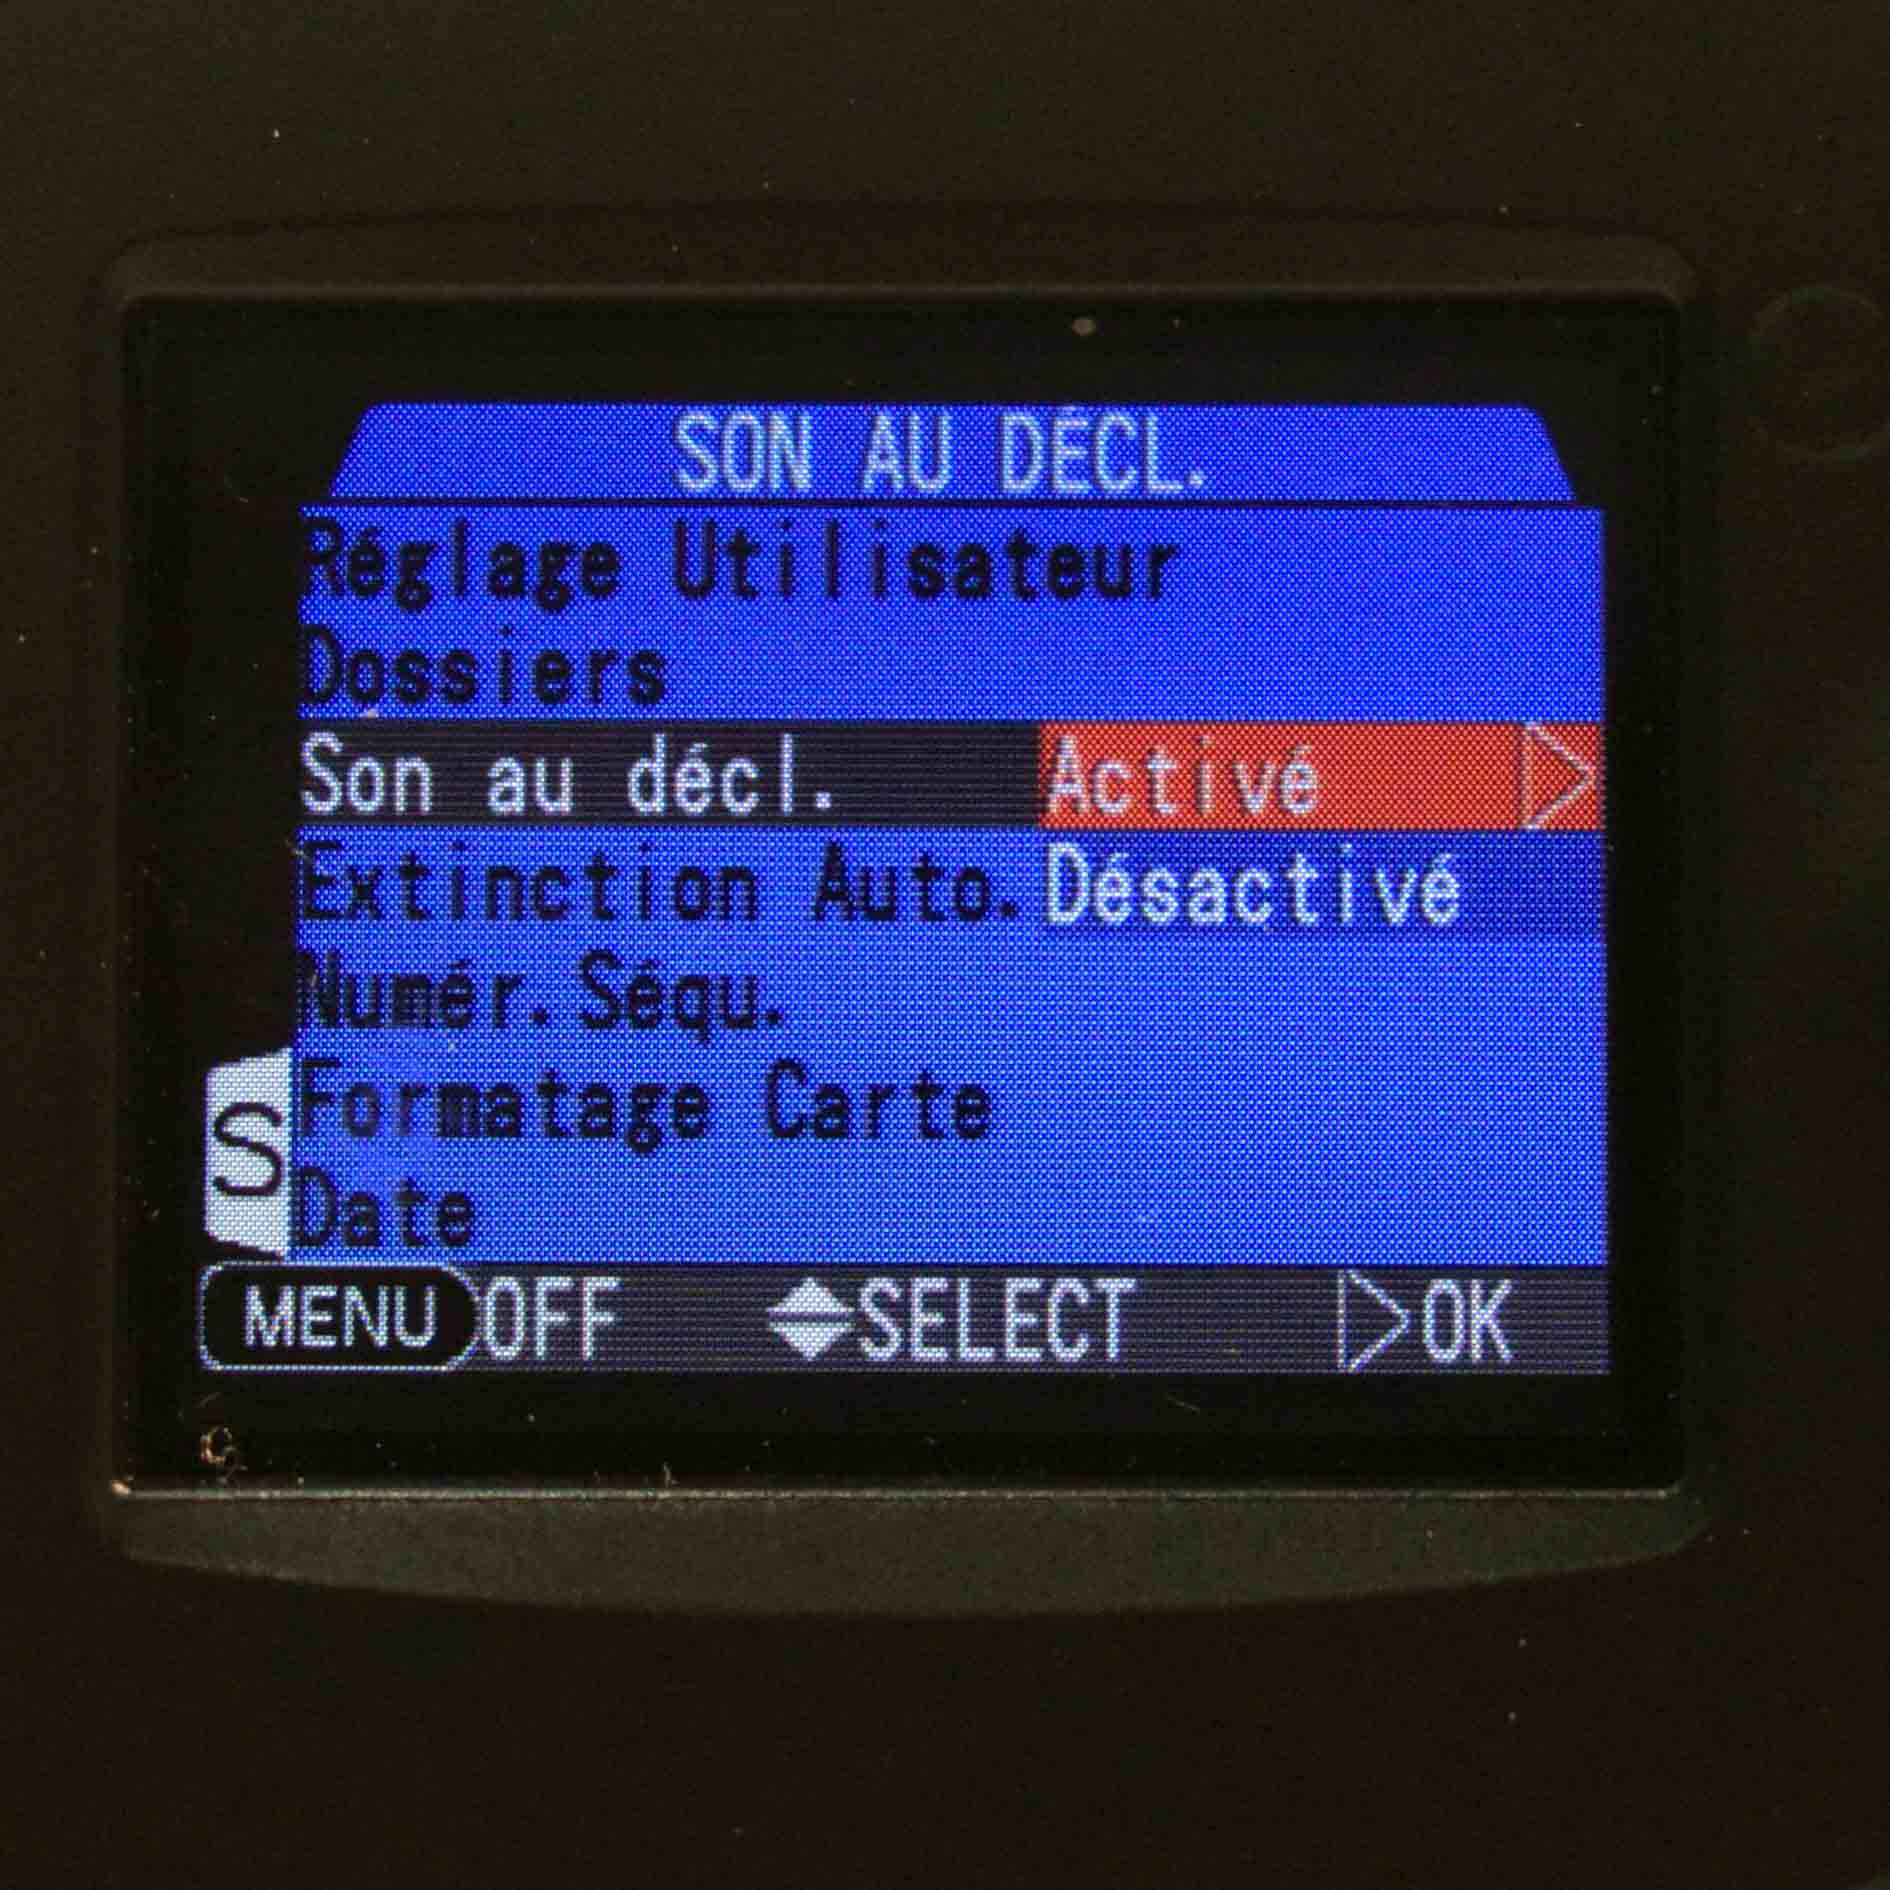 SON AU DÉCL.
Réglage Utilisateur
Dossiers
Son au décl. Activé
Extinction Auto. Désactivé
Numér.Séqu.
Formatage Carte
S
Date
MENU OFF SELECT OK